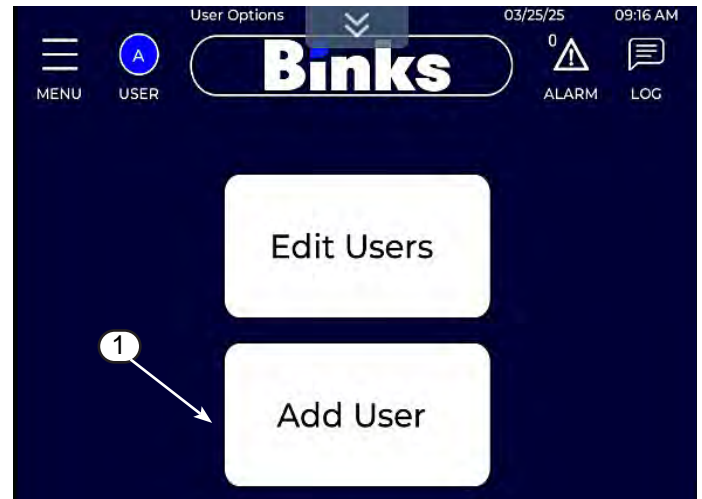 User Options 03/25/25 09:16 AM
A Binks 0
MENU USER ALARM LOG
Edit Users
1
Add User